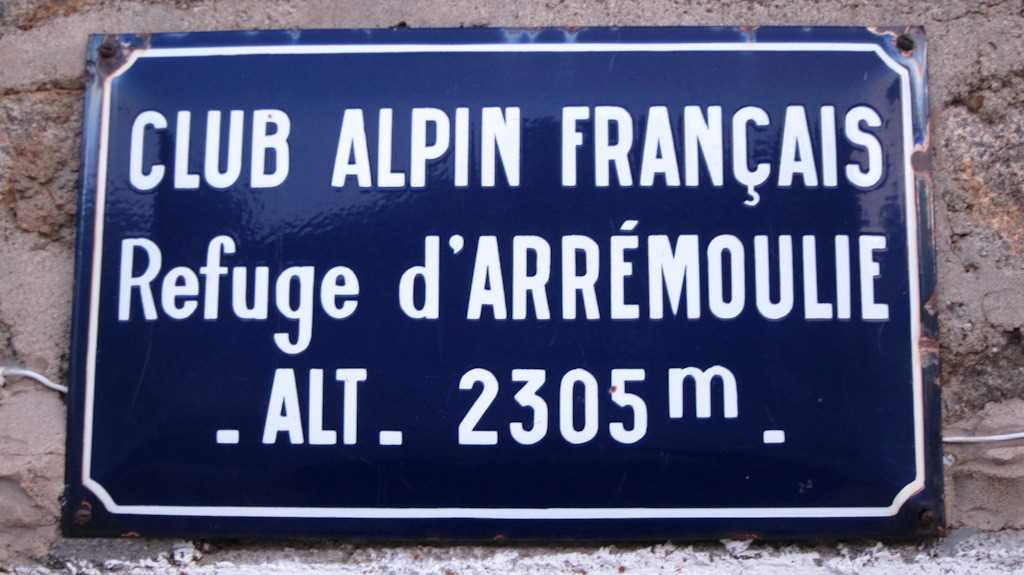 CLUB ALPIN FRANÇAIS
Refuge d'ARRÉMOULIE
- ALT - 2305 m -